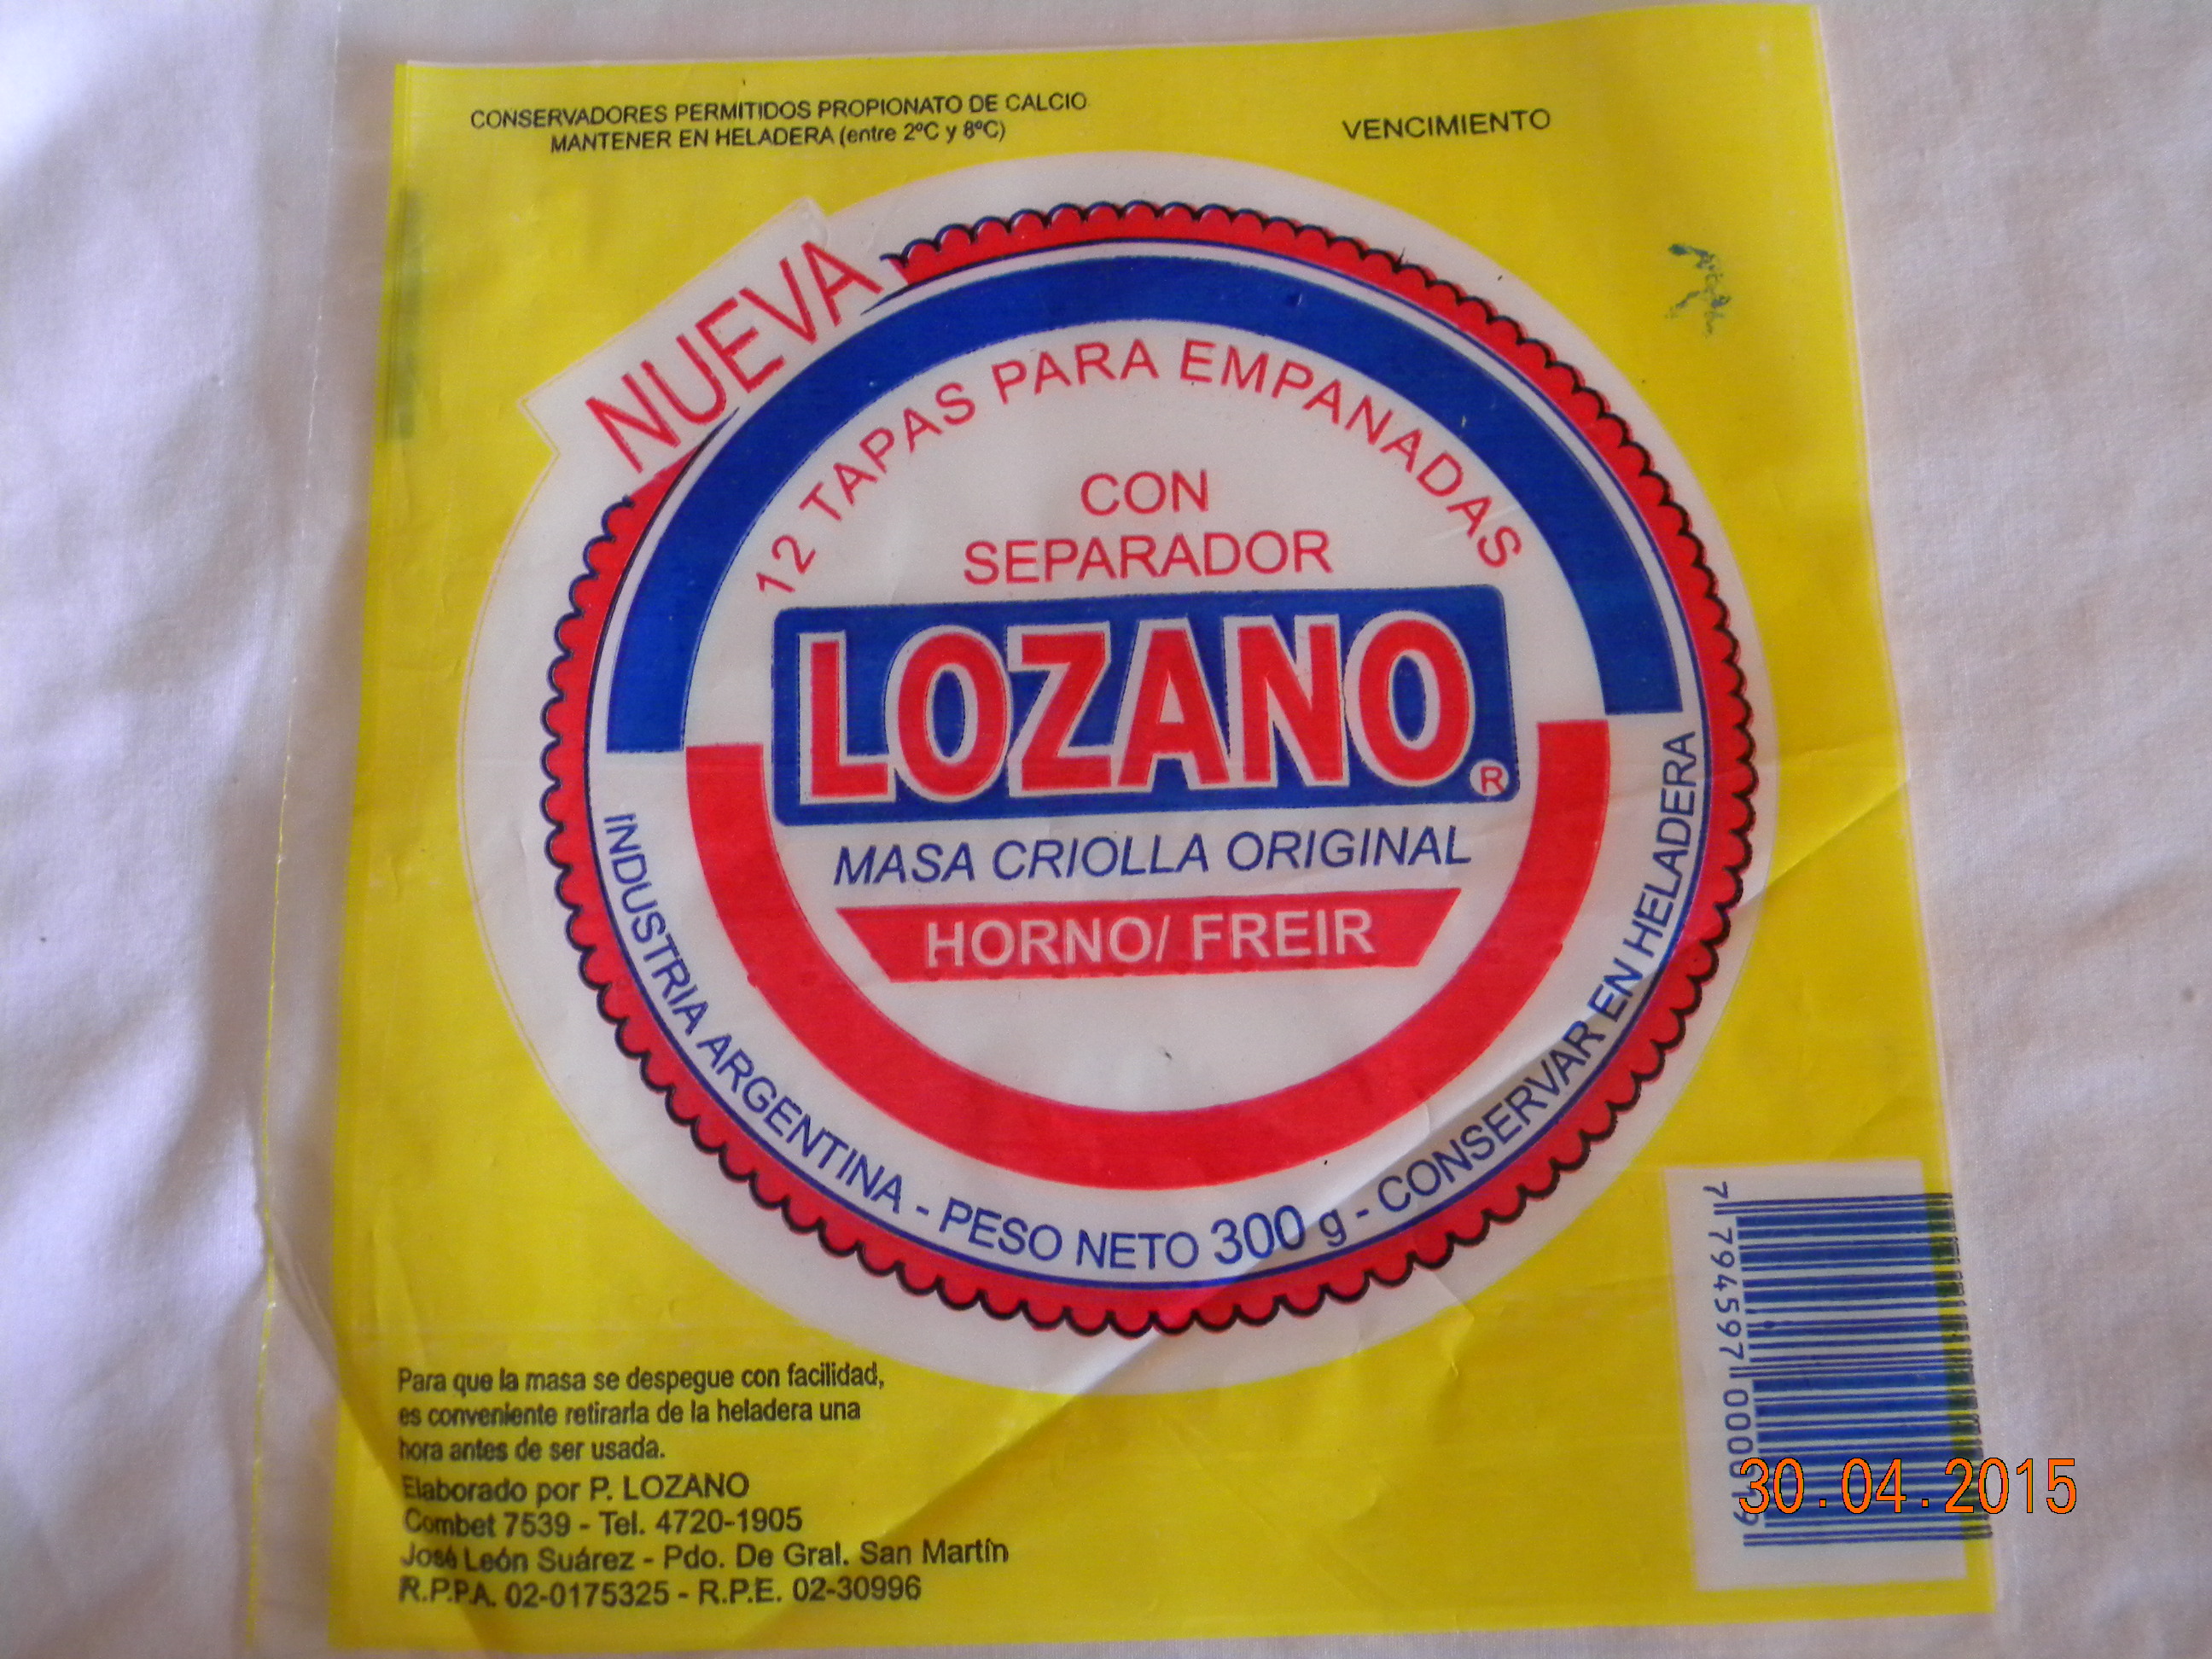 CONSERVADORES PERMITIDOS PROPIONATO DE CALCIO
MANTENER EN HELADERA (entre 2ºC y 8ºC)
VENCIMIENTO
NUEVA
12 TAPAS PARA EMPANADAS
CON
SEPARADOR
LOZANO
®
MASA CRIOLLA ORIGINAL
HORNO/ FREIR
INDUSTRIA ARGENTINA - PESO NETO 300 g - CONSERVAR EN HELADERA
Para que la masa se despegue con facilidad,
es conveniente retirarla de la heladera una
hora antes de ser usada.
Elaborado por P. LOZANO
Combet 7539 - Tel. 4720-1905
José León Suárez - Pdo. De Gral. San Martín
R.P.P.A. 02-0175325 - R.P.E. 02-30996
7 794597 000019
30.04.2015